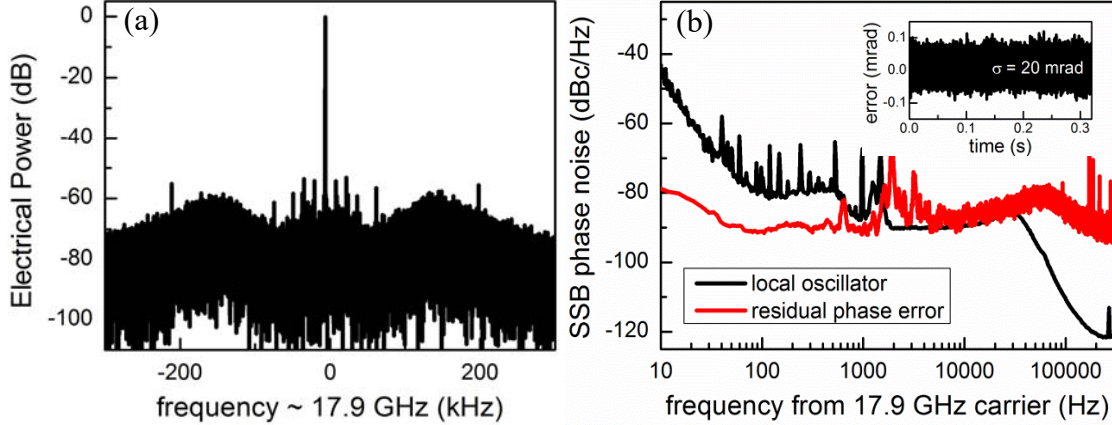 (a)
Electrical Power (dB)
0
-20
-40
-60
-80
-100
-200
0
200
frequency ~ 17.9 GHz (kHz)
(b)
SSB phase noise (dBc/Hz)
-40
-60
-80
-100
-120
10
100
1000
10000
100000
frequency from 17.9 GHz carrier (Hz)
local oscillator
residual phase error
error (mrad)
0.1
0.0
-0.1
σ = 20 mrad
0.0
0.1
0.2
0.3
time (s)